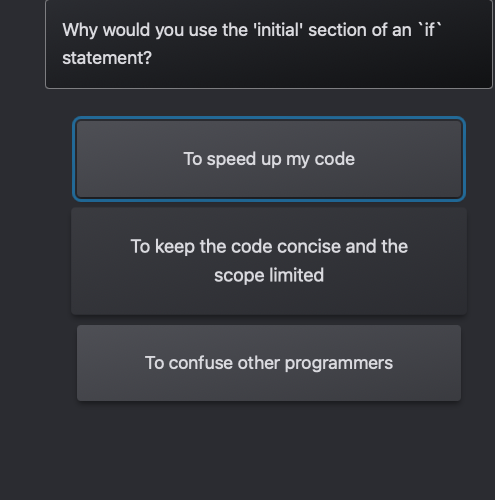 Why would you use the 'initial' section of an `if`
statement?
To speed up my code
To keep the code concise and the
scope limited
To confuse other programmers